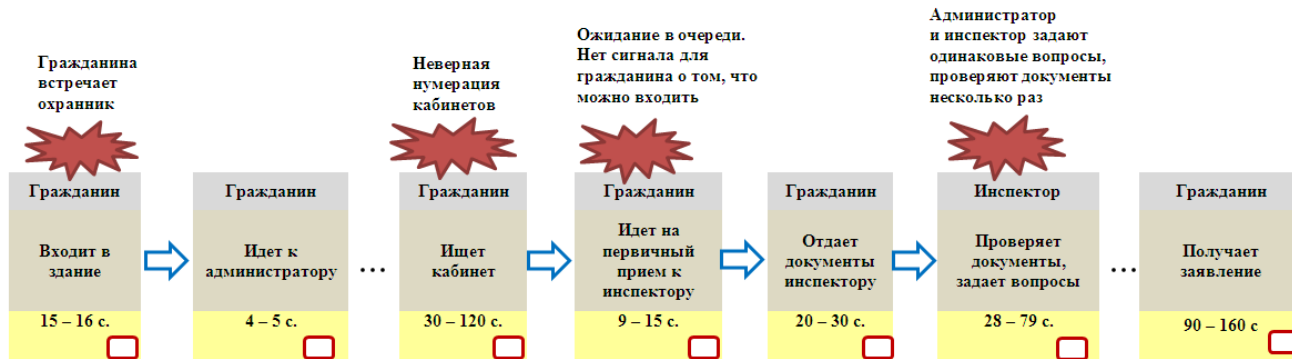 Гражданина
встречает
охранник
Неверная
нумерация
кабинетов
Ожидание в очереди.
Нет сигнала для
гражданина о том, что
можно входить
Администратор
и инспектор задают
одинаковые вопросы,
проверяют документы
несколько раз
Гражданин
Входит в
здание
15 – 16 с.
Гражданин
Идет к
администратору
4 – 5 с.
…
Гражданин
Ищет
кабинет
30 – 120 с.
Гражданин
Идет на
первичный
прием к
инспектору
9 – 15 с.
Гражданин
Отдает
документы
инспектору
20 – 30 с.
Инспектор
Проверяет
документы,
задает вопросы
28 – 79 с
…
Гражданин
Получает
заявление
90 – 160 с